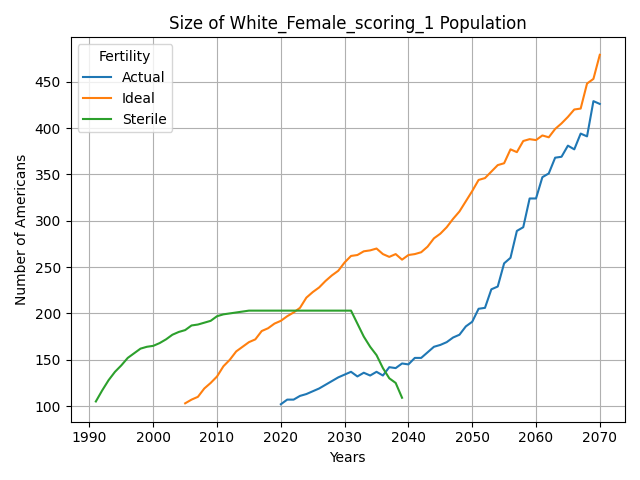 Size of White_Female_scoring_1 Population
Fertility
Actual
Ideal
Sterile
Number of Americans
450
400
350
300
250
200
150
100
1990 2000 2010 2020 2030 2040 2050 2060 2070
Years